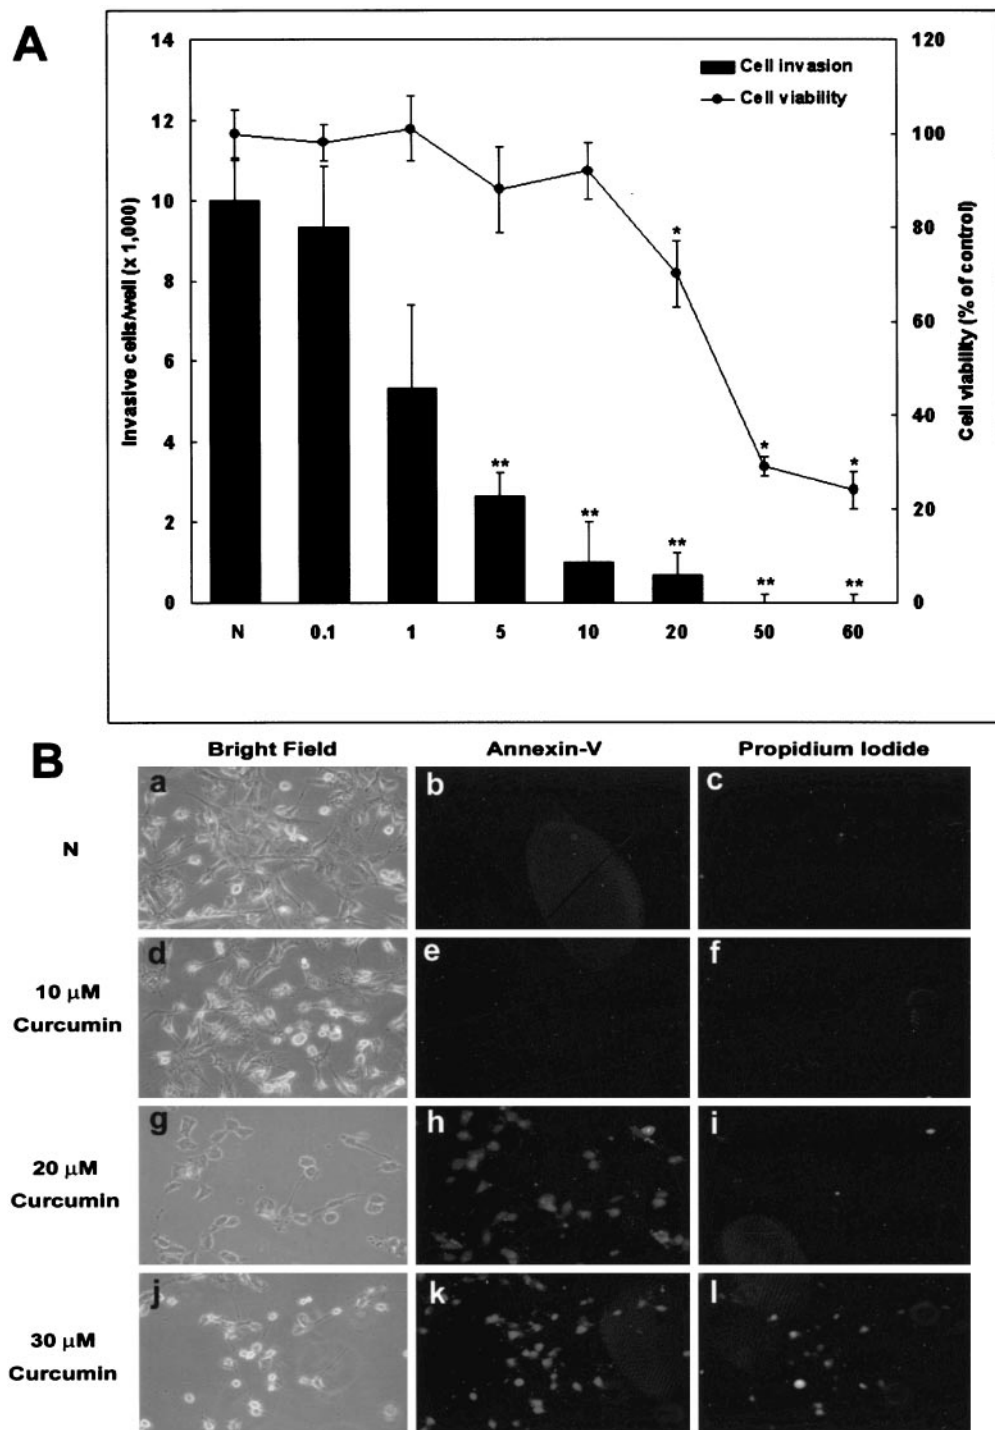 A
14
12
10
8
6
4
2
0
Invasive cells/well (x 1,000)
Cell invasion
Cell viability
120
100
80
60
40
20
0
Cell viability (% of control)
*
*
*
**
**
**
**
**
N 0.1 1 5 10 20 50 60
B
Bright Field Annexin-V Propidium Iodide
N
a b c
10 μM
Curcumin
d e f
20 μM
Curcumin
g h i
30 μM
Curcumin
j k l